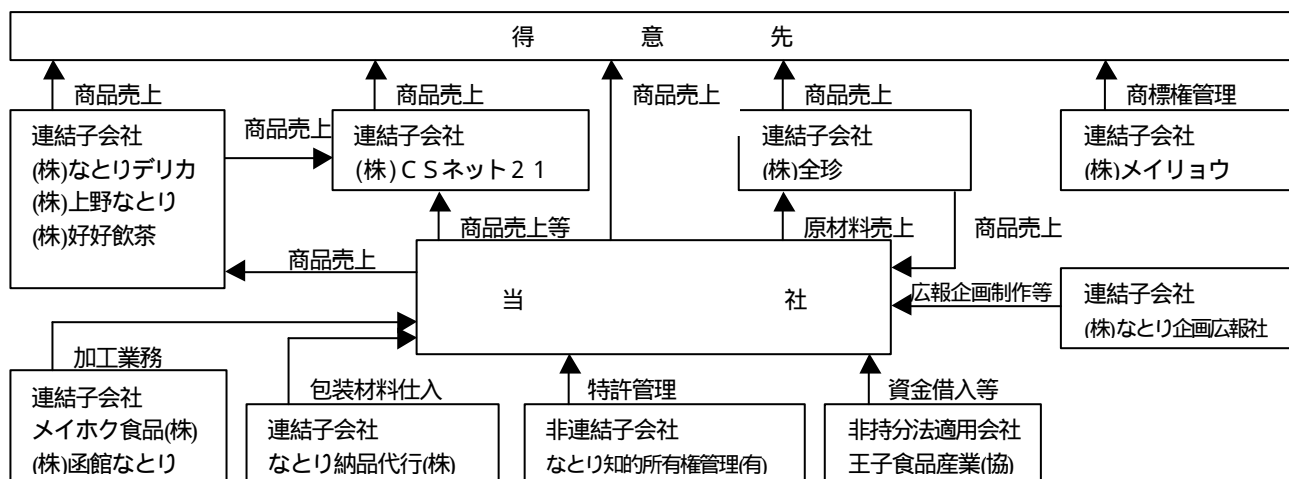 得 意 先
商品売上
商品売上
商品売上
商品売上
商標権管理
連結子会社
(株)なとりデリカ
(株)上野なとり
(株)好好飲茶
商品売上
連結子会社
(株)ＣＳネット２１
連結子会社
(株)全珍
連結子会社
(株)メイリョウ
商品売上等
原材料売上
商品売上
商品売上
当 社
広報企画制作等
連結子会社
(株)なとり企画広報社
加工業務
包装材料仕入
特許管理
資金借入等
連結子会社
メイホク食品(株)
(株)函館なとり
連結子会社
なとり納品代行(株)
非連結子会社
なとり知的所有権管理(有)
非持分法適用会社
王子食品産業(協)